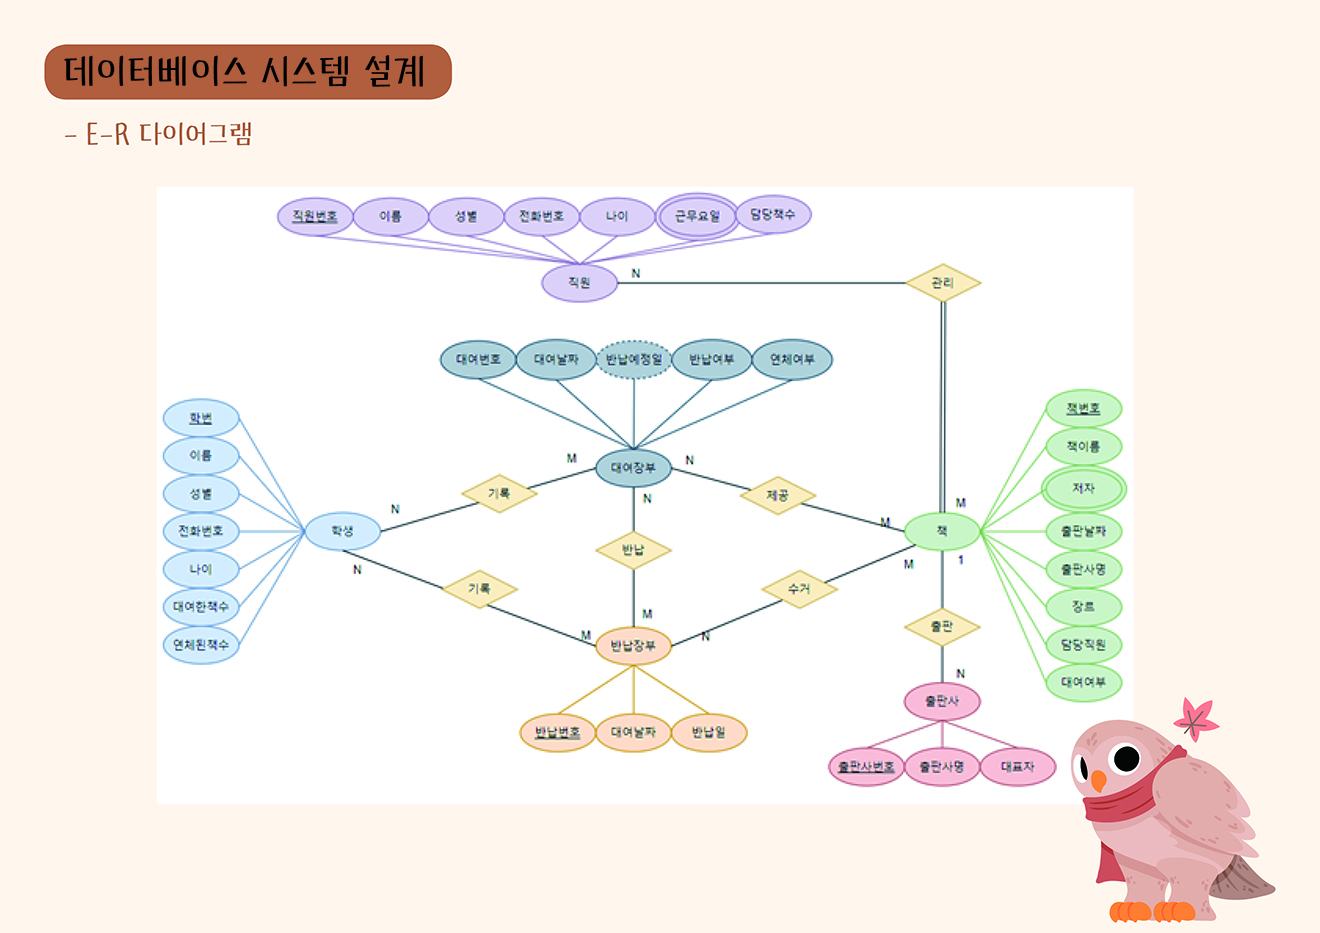 데이터베이스 시스템 설계
- E-R 다이어그램
직원번호 이름 성별 전화번호 나이 근무요일 담당책수
직원 N 관리
대여번호 대여날짜 반납예정일 반납여부 연체여부
학번
이름
성별
전화번호
나이
대여한책수
연체된책수
M 대여장부 N
N 기록 N 제공 M M
학생 반납 책
N M 1
기록 수거
M M N
반납장부
반납번호 대여날짜 반납일
책번호
책이름
저자
출판날짜
출판사명
장르
담당직원
대여여부
출판
N
출판사
출판사번호 출판사명 대표자